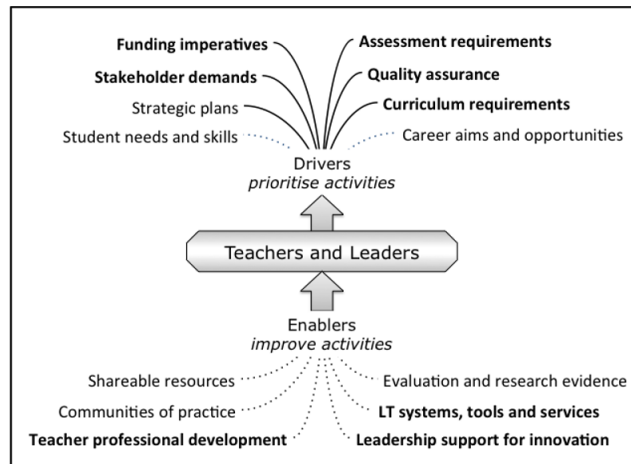 Funding imperatives
Assessment requirements
Stakeholder demands
Quality assurance
Strategic plans
Curriculum requirements
Student needs and skills
Career aims and opportunities
Drivers
prioritise activities
Teachers and Leaders
Enablers
improve activities
Shareable resources
Evaluation and research evidence
Communities of practice
LT systems, tools and services
Teacher professional development
Leadership support for innovation